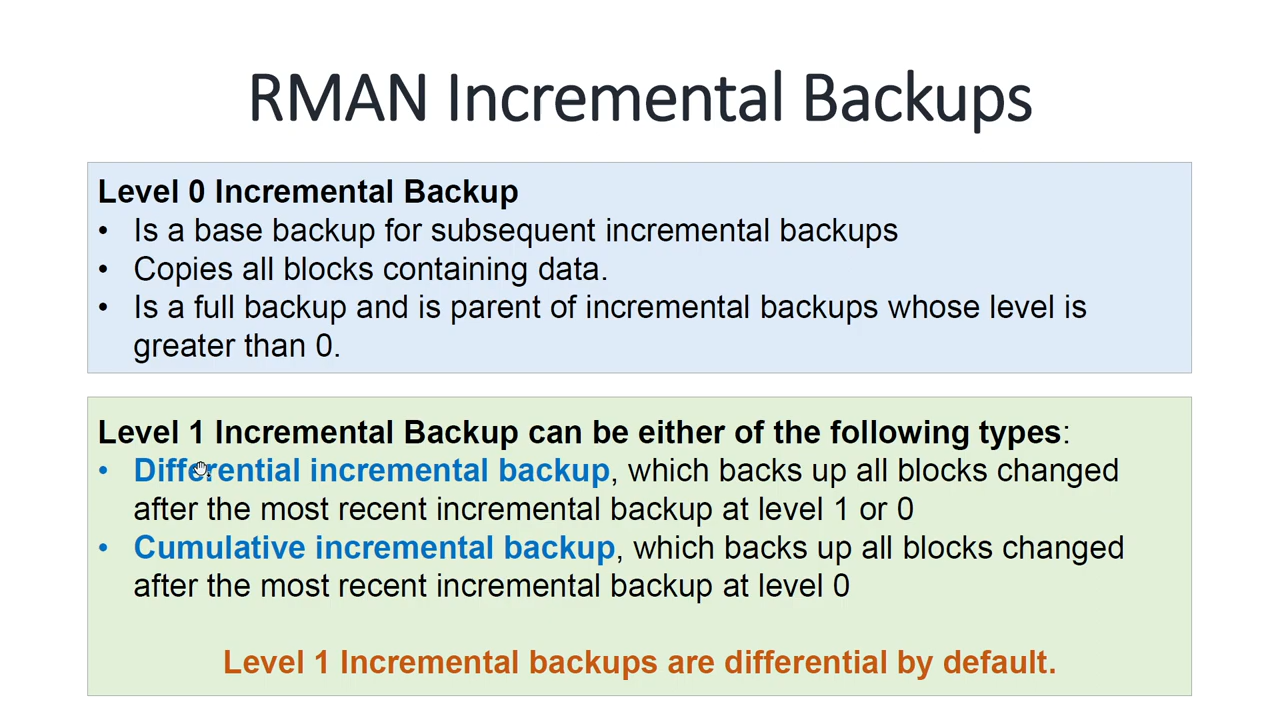 RMAN Incremental Backups
Level 0 Incremental Backup
• Is a base backup for subsequent incremental backups
• Copies all blocks containing data.
• Is a full backup and is parent of incremental backups whose level is
greater than 0.
Level 1 Incremental Backup can be either of the following types:
• Differential incremental backup, which backs up all blocks changed
after the most recent incremental backup at level 1 or 0
• Cumulative incremental backup, which backs up all blocks changed
after the most recent incremental backup at level 0
Level 1 Incremental backups are differential by default.